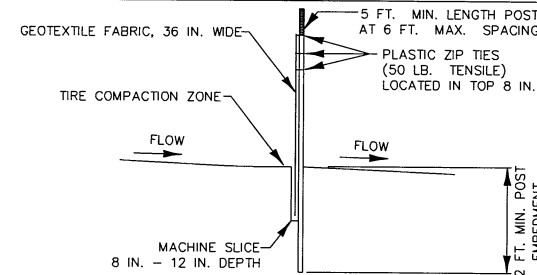 5 FT. MIN. LENGTH POST
AT 6 FT. MAX. SPACING
GEOTEXTILE FABRIC, 36 IN. WIDE
PLASTIC ZIP TIES
(50 LB. TENSILE)
LOCATED IN TOP 8 IN.
TIRE COMPACTION ZONE
FLOW
FLOW
MACHINE SLICE
8 IN. – 12 IN. DEPTH
2 FT. MIN. POST
EMBEDMENT